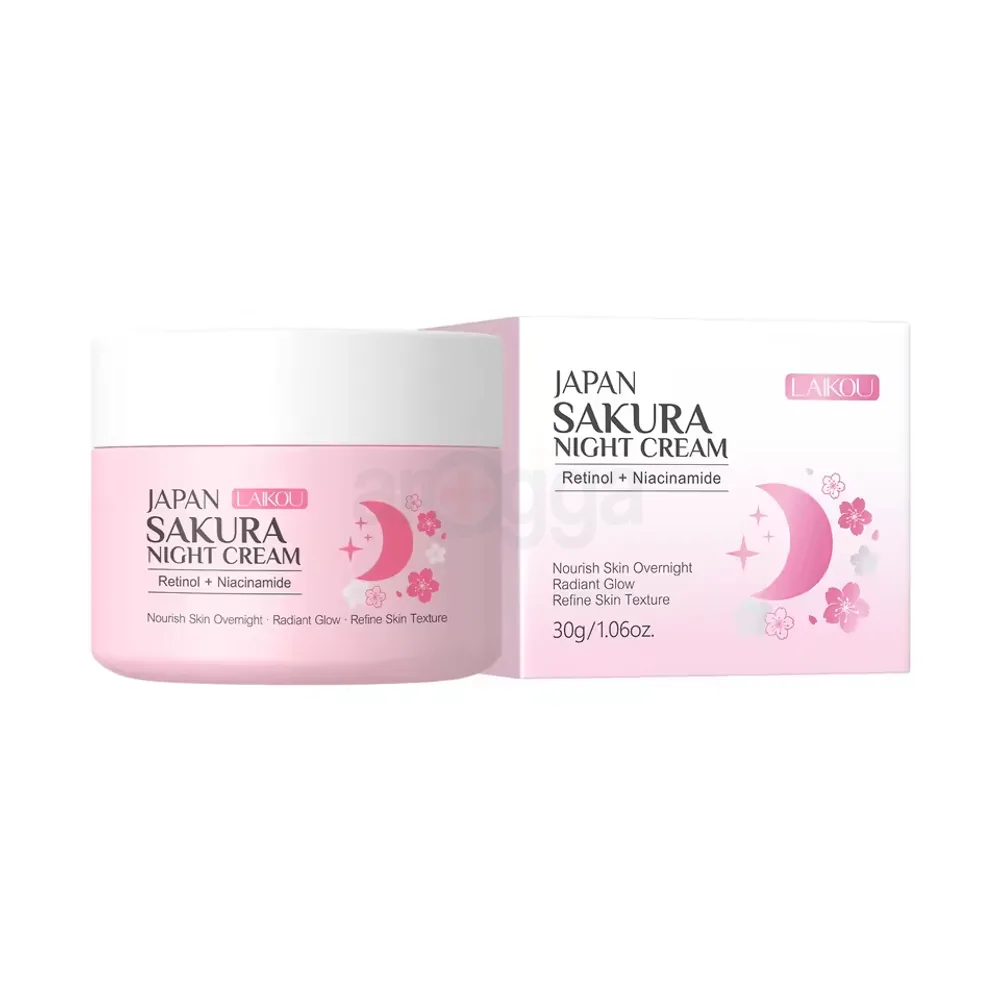 JAPAN LAIKOU
SAKURA
NIGHT CREAM
Retinol + Niacinamide
Nourish Skin Overnight · Radiant Glow · Refine Skin Texture
JAPAN
LAIKOU
SAKURA
NIGHT CREAM
Retinol + Niacinamide
Nourish Skin Overnight
Radiant Glow
Refine Skin Texture
30g/1.06oz.
arogga